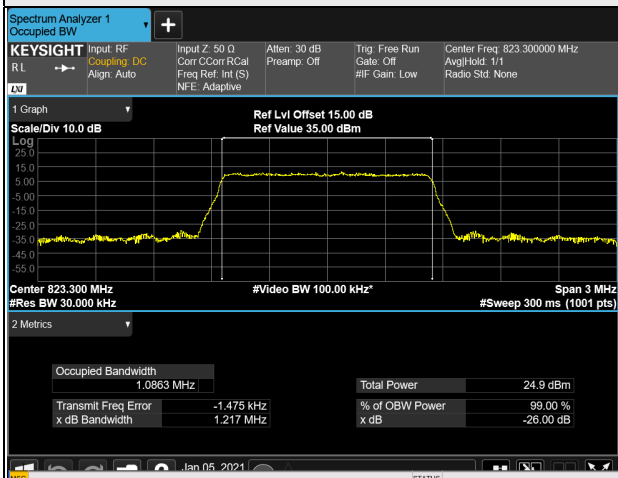 Spectrum Analyzer 1
Occupied BW
KEYSIGHT Input: RF Input Z: 50 Ω Atten: 30 dB Trig: Free Run Center Freq: 823.300000 MHz
R L Coupling: DC Corr CCorr RCal Preamp: Off Gate: Off Avg|Hold: 1/1
Align: Auto Freq Ref: Int (S) #IF Gain: Low Radio Std: None
LXI NFE: Adaptive
1 Graph
Ref Lvl Offset 15.00 dB
Scale/Div 10.0 dB Ref Value 35.00 dBm
Log
25.0
15.0
5.00
-5.00
-15.0
-25.0
-35.0
-45.0
-55.0
Center 823.300 MHz #Video BW 100.00 kHz* Span 3 MHz
#Res BW 30.000 kHz #Sweep 300 ms (1001 pts)
2 Metrics
Occupied Bandwidth
1.0863 MHz Total Power 24.9 dBm
Transmit Freq Error -1.475 kHz % of OBW Power 99.00 %
x dB Bandwidth 1.217 MHz x dB -26.00 dB
Jan 05, 2021
MSG STATUS